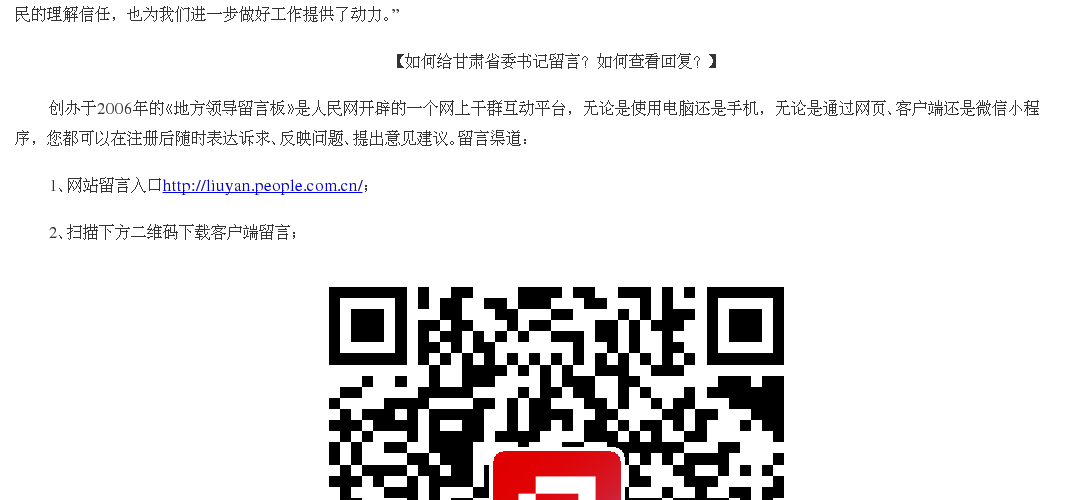 民的理解信任，也为我们进一步做好工作提供了动力。”
【如何给甘肃省委书记留言？如何查看回复？】
创办于2006年的《地方领导留言板》是人民网开辟的一个网上干群互动平台，无论是使用电脑还是手机，无论是通过网页、客户端还是微信小程
序，您都可以在注册后随时表达诉求、反映问题、提出意见建议。留言渠道：
1、网站留言入口http://liuyan.people.com.cn/；
2、扫描下方二维码下载客户端留言；